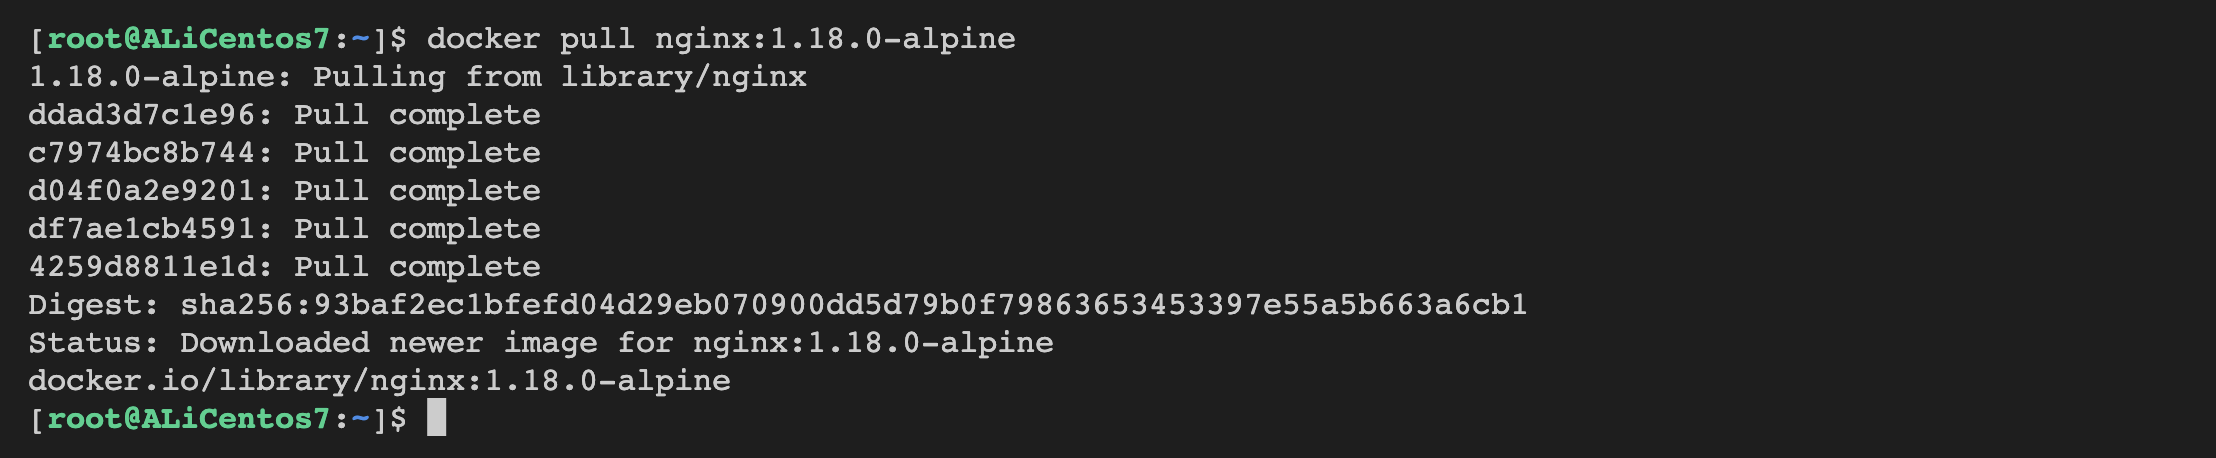 [root@ALiCentos7:~]$ docker pull nginx:1.18.0-alpine
1.18.0-alpine: Pulling from library/nginx
ddad3d7c1e96: Pull complete
c7974bc8b744: Pull complete
d04f0a2e9201: Pull complete
df7ae1cb4591: Pull complete
4259d8811e1d: Pull complete
Digest: sha256:93baf2ec1bfefd04d29eb070900dd5d79b0f79863653453397e55a5b663a6cb1
Status: Downloaded newer image for nginx:1.18.0-alpine
docker.io/library/nginx:1.18.0-alpine
[root@ALiCentos7:~]$